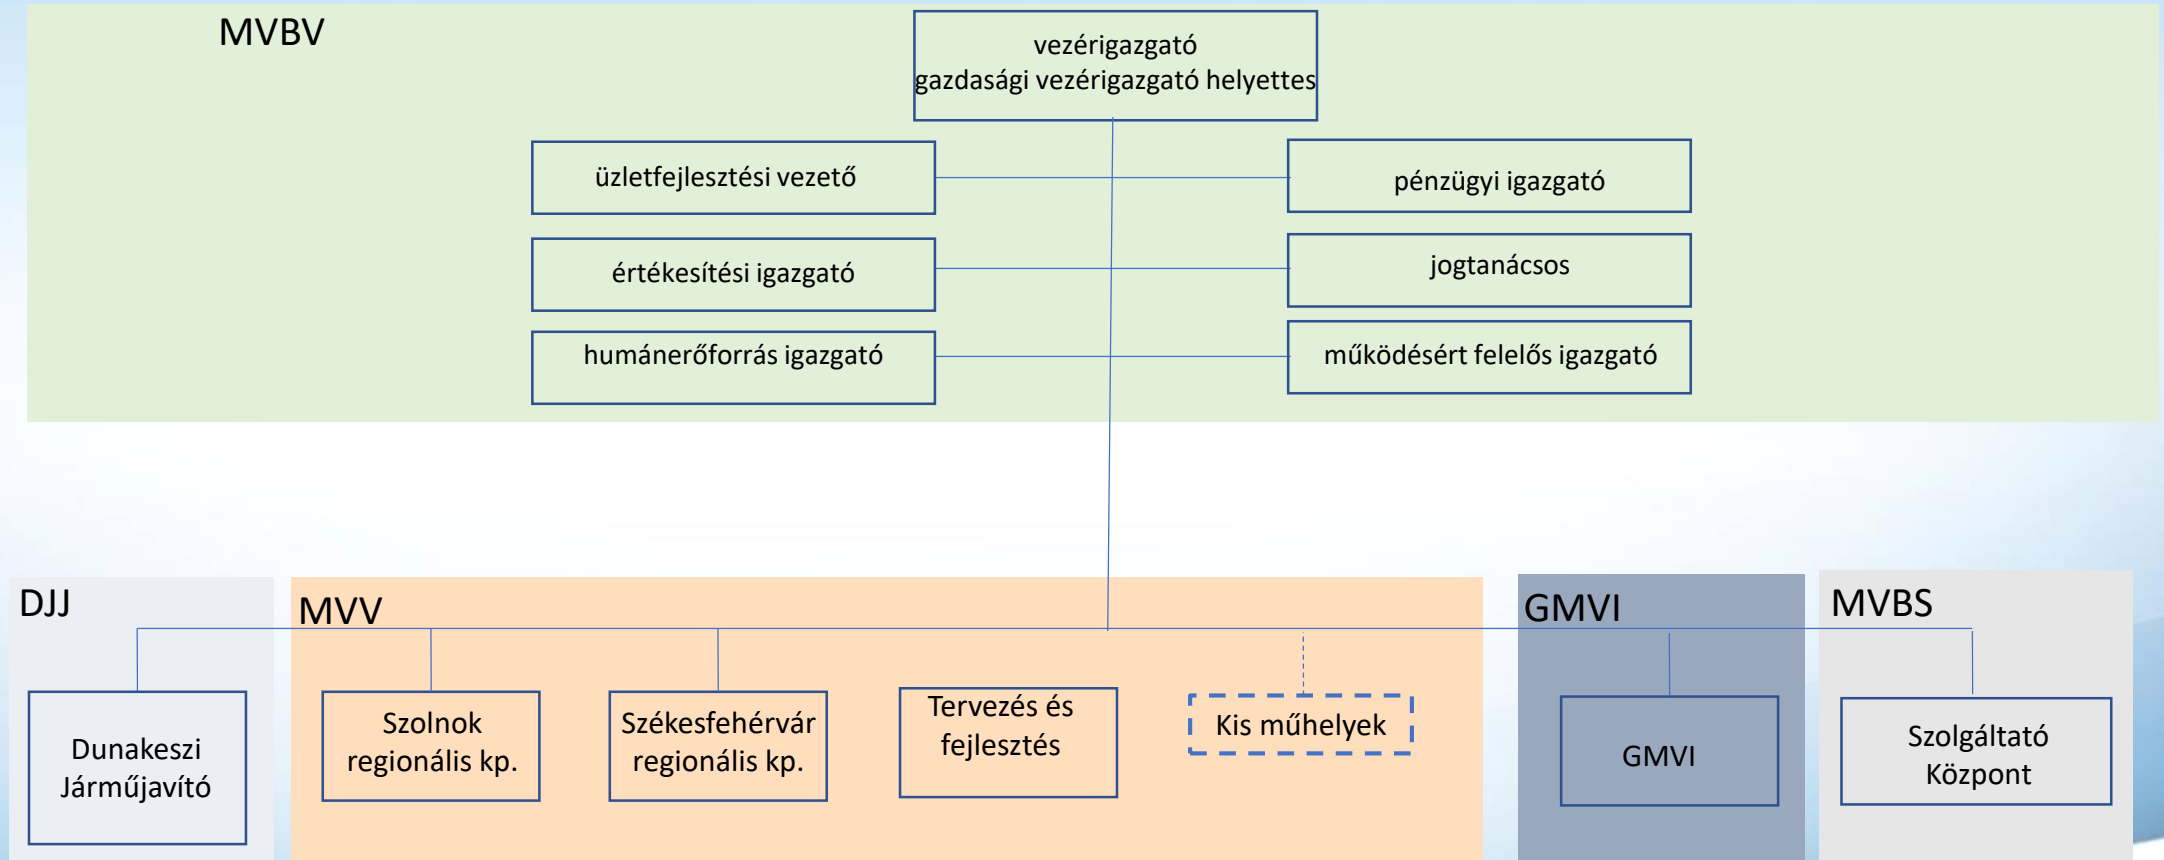 MVBV
vezérigazgató
gazdasági vezérigazgató helyettes
üzletfejlesztési vezető
pénzügyi igazgató
értékesítési igazgató
jogtanácsos
humánerőforrás igazgató
működésért felelős igazgató
DJJ
MVV
GMVI
MVBS
Dunakeszi
Járműjavító
Szolnok
regionális kp.
Székesfehérvár
regionális kp.
Tervezés és
fejlesztés
Kis műhelyek
GMVI
Szolgáltató
Központ